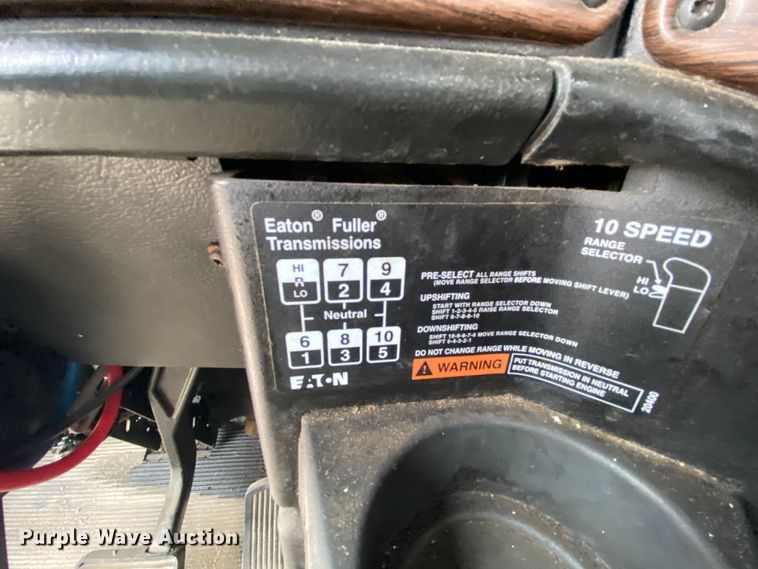 Eaton® Fuller®
Transmissions
HI
R
LO
7
2
9
4
Neutral
6
1
8
3
10
5
EATON
10 SPEED
RANGE
SELECTOR
HI
LO
PRE-SELECT ALL RANGE SHIFTS
(MOVE RANGE SELECTOR BEFORE MOVING SHIFT LEVER)
UPSHIFTING
START WITH RANGE SELECTOR DOWN
SHIFT 1-2-3-4-5 RAISE RANGE SELECTOR
SHIFT 6-7-8-9-10
DOWNSHIFTING
SHIFT 10-9-8-7-6 MOVE RANGE SELECTOR DOWN
SHIFT 5-4-3-2-1
DO NOT CHANGE RANGE WHILE MOVING IN REVERSE
WARNING
PUT TRANSMISSION IN NEUTRAL
BEFORE STARTING ENGINE
20400
Purple Wave Auction